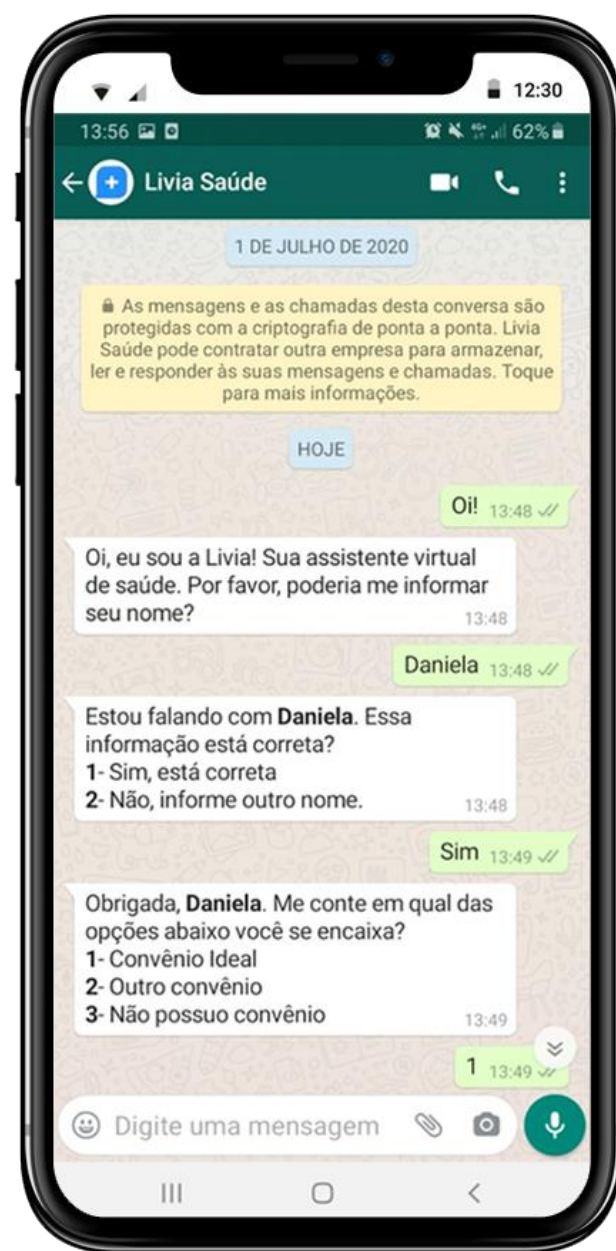 12:30
13:56 62%
Livia Saúde
1 DE JULHO DE 2020
As mensagens e as chamadas desta conversa são
protegidas com a criptografia de ponta a ponta. Livia
Saúde pode contratar outra empresa para armazenar,
ler e responder às suas mensagens e chamadas. Toque
para mais informações.
HOJE
Oi! 13:48
Oi, eu sou a Livia! Sua assistente virtual
de saúde. Por favor, poderia me informar
seu nome?
13:48
Daniela 13:48
Estou falando com Daniela. Essa
informação está correta?
1- Sim, está correta
2- Não, informe outro nome.
13:48
Sim 13:49
Obrigada, Daniela. Me conte em qual das
opções abaixo você se encaixa?
1- Convênio Ideal
2- Outro convênio
3- Não possuo convênio
13:49
1 13:49
Digite uma mensagem